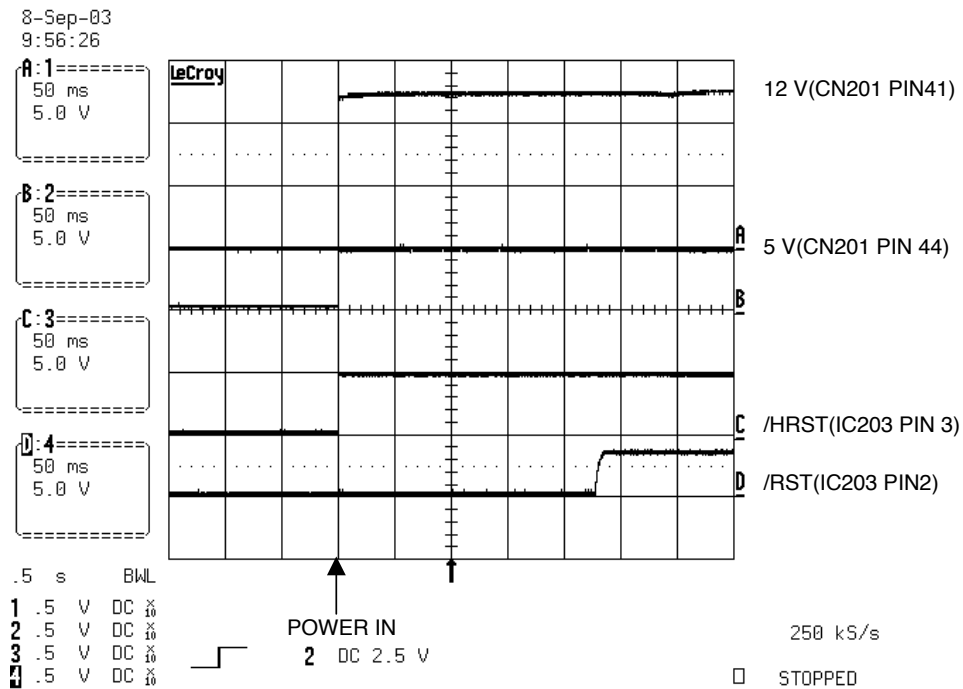 8-Sep-03
9:56:26
A:1
50 ms
5.0 V
LeCroy
12 V(CN201 PIN41)
B:2
50 ms
5.0 V
A
5 V(CN201 PIN 44)
B
C:3
50 ms
5.0 V
C
/HRST(IC203 PIN 3)
D:4
50 ms
5.0 V
D
/RST(IC203 PIN2)
.5 s BWL
1 .5 V DC X10
2 .5 V DC X10
3 .5 V DC X10
4 .5 V DC X10
POWER IN
2 DC 2.5 V
250 kS/s
STOPPED